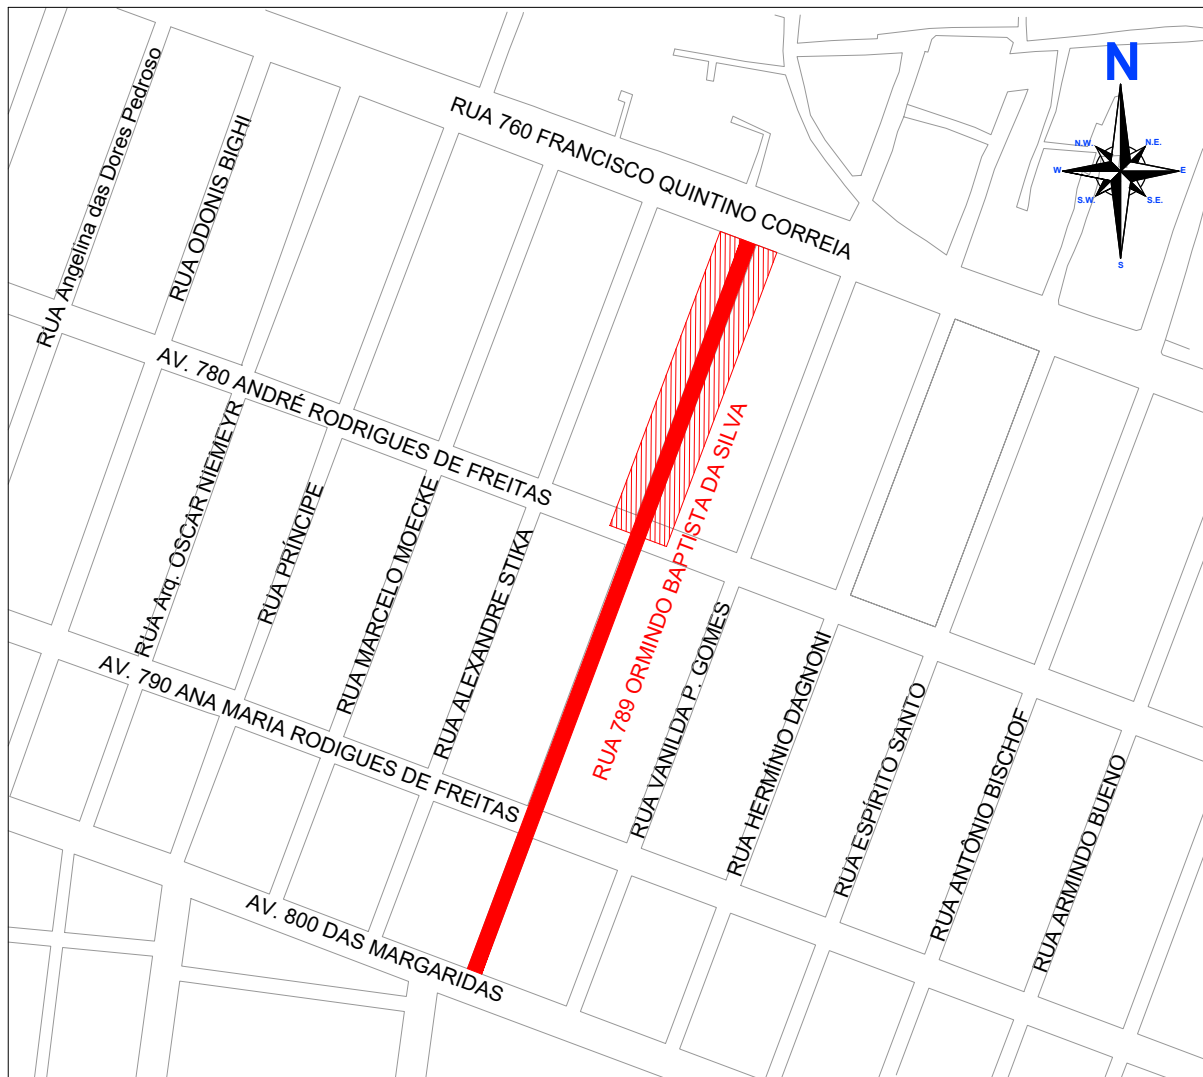 N
N.W.
N.E.
W
E
S.W.
S.E.
S
RUA 760 FRANCISCO QUINTINO CORREIA
RUA Angelina das Dores Pedroso
RUA ODONIS BIGHI
AV. 780 ANDRÉ RODRIGUES DE FREITAS
RUA Arq. OSCAR NIEMEYR
RUA PRÍNCIPE
RUA MARCELO MOECKE
RUA ALEXANDRE STIKA
RUA 789 ORMINDO BAPTISTA DA SILVA
RUA VANILDA P. GOMES
RUA HERMÍNIO DAGNONI
RUA ESPÍRITO SANTO
RUA ANTÔNIO BISCHOF
RUA ARMINDO BUENO
AV. 790 ANA MARIA RODIGUES DE FREITAS
AV. 800 DAS MARGARIDAS